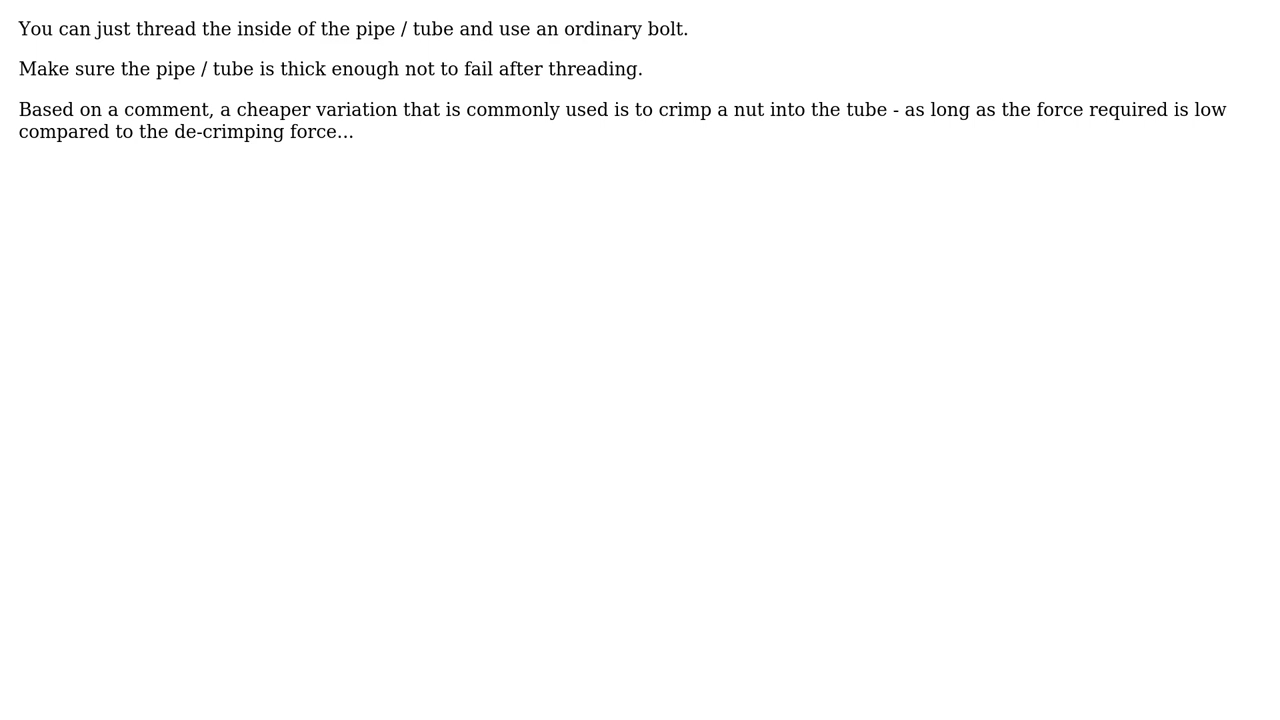 You can just thread the inside of the pipe / tube and use an ordinary bolt.
Make sure the pipe / tube is thick enough not to fail after threading.
Based on a comment, a cheaper variation that is commonly used is to crimp a nut into the tube - as long as the force required is low
compared to the de-crimping force...